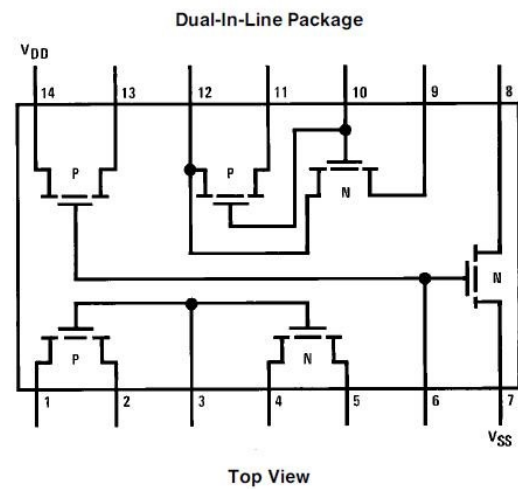 Dual-In-Line Package
VDD
14 13 12 11 10 9 8
P P N
N
P N
1 2 3 4 5 6 7
VSS
Top View